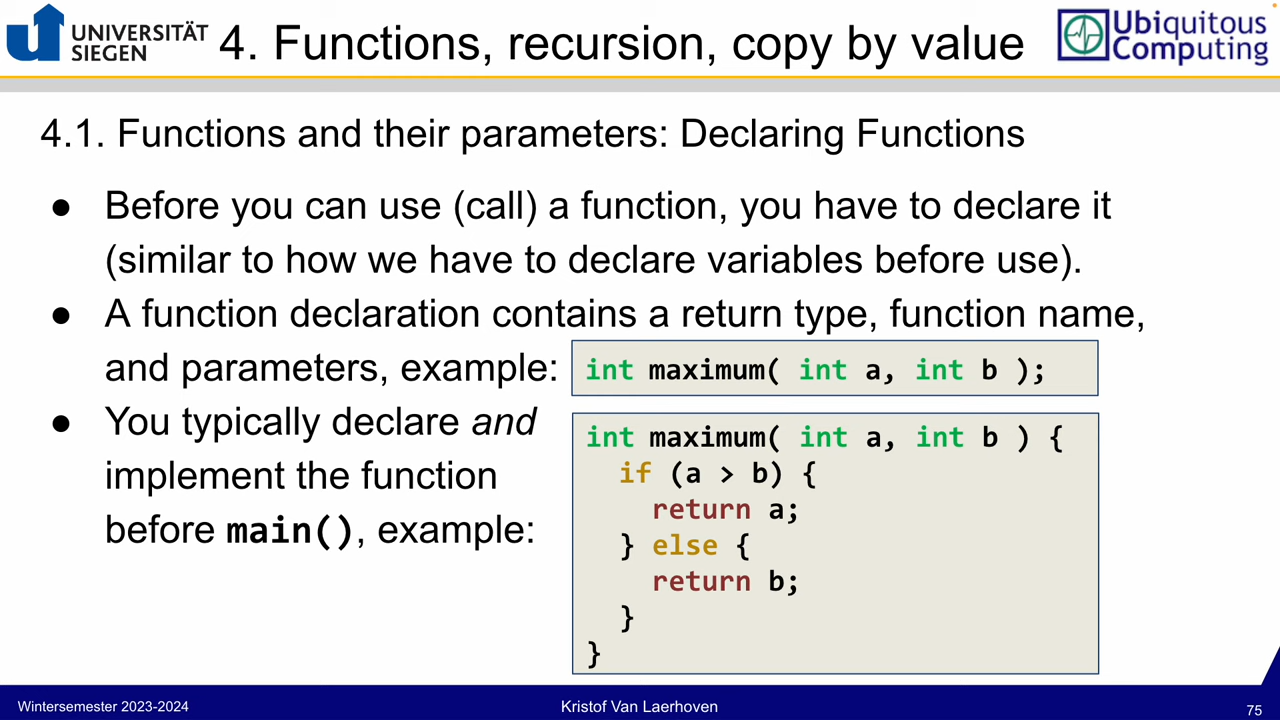 UNIVERSITÄT
SIEGEN
4. Functions, recursion, copy by value
Ubiquitous
Computing
4.1. Functions and their parameters: Declaring Functions
● Before you can use (call) a function, you have to declare it
(similar to how we have to declare variables before use).
● A function declaration contains a return type, function name,
and parameters, example:
int maximum( int a, int b );
● You typically declare and
implement the function
before main(), example:
int maximum( int a, int b ) {
  if (a > b) {
    return a;
  } else {
    return b;
  }
}
Wintersemester 2023-2024
Kristof Van Laerhoven
75